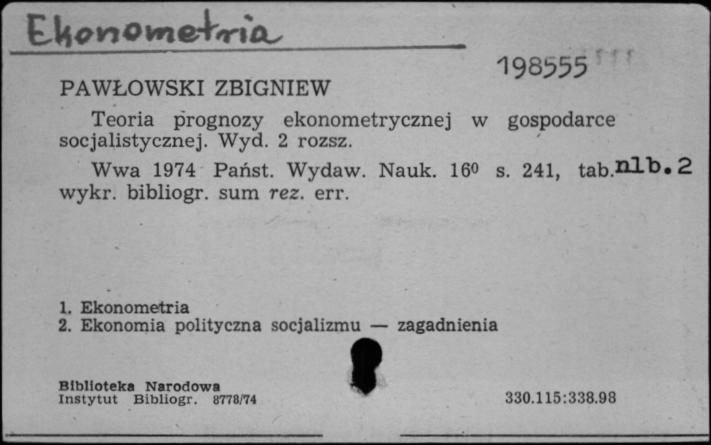 Ekonometria
198555
PAWŁOWSKI ZBIGNIEW
Teoria prognozy ekonometrycznej w gospodarce
socjalistycznej. Wyd. 2 rozsz.
Wwa 1974 Państ. Wydaw. Nauk. 16⁰ s. 241, tab. nlb. 2
wykr. bibliogr. sum rez. err.
1. Ekonometria
2. Ekonomia polityczna socjalizmu — zagadnienia
Biblioteka Narodowa
Instytut Bibliogr. 8778/74
330.115:338.98